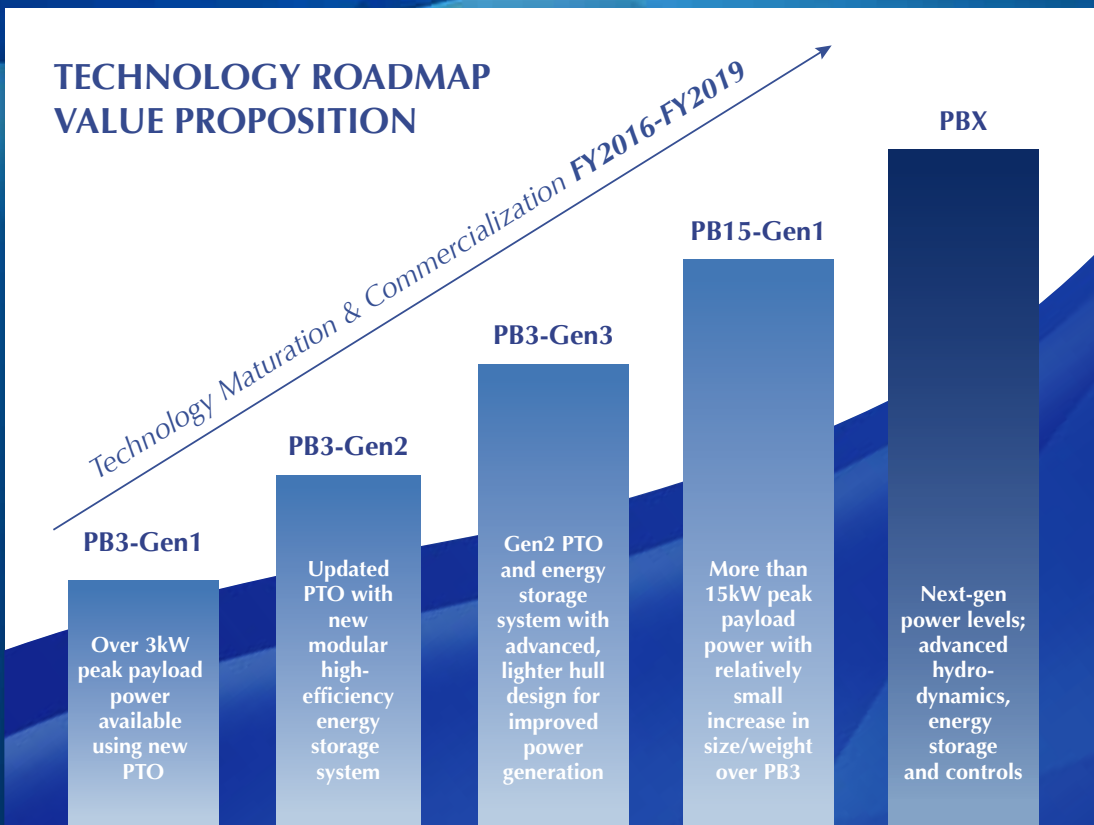 TECHNOLOGY ROADMAP
VALUE PROPOSITION
Technology Maturation & Commercialization FY2016-FY2019
PB3-Gen1
Over 3kW
peak payload
power
available
using new
PTO
PB3-Gen2
Updated
PTO with
new
modular
high-
efficiency
energy
storage
system
PB3-Gen3
Gen2 PTO
and energy
storage
system with
advanced,
lighter hull
design for
improved
power
generation
PB15-Gen1
More than
15kW peak
payload
power with
relatively
small
increase in
size/weight
over PB3
PBX
Next-gen
power levels;
advanced
hydro-
dynamics,
energy
storage
and controls